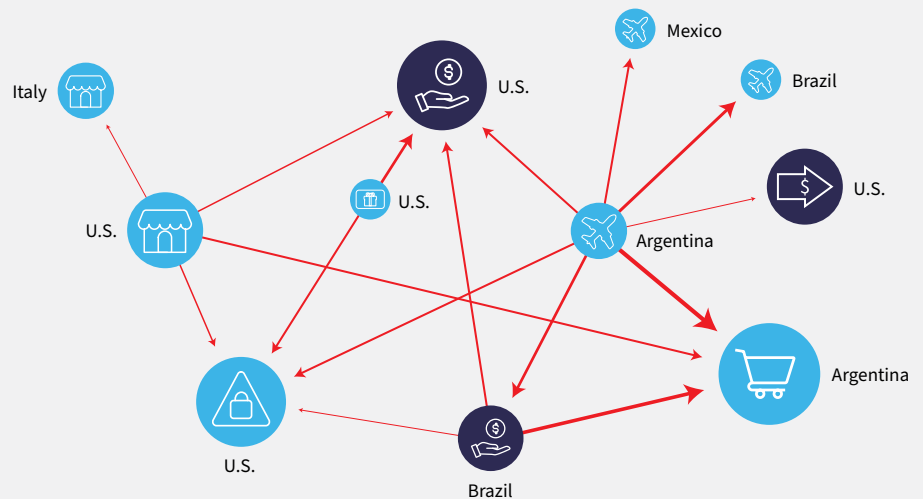 Mexico
Italy
U.S.
$
Brazil
$
U.S.
U.S.
U.S.
Argentina
Argentina
$
U.S.
Brazil